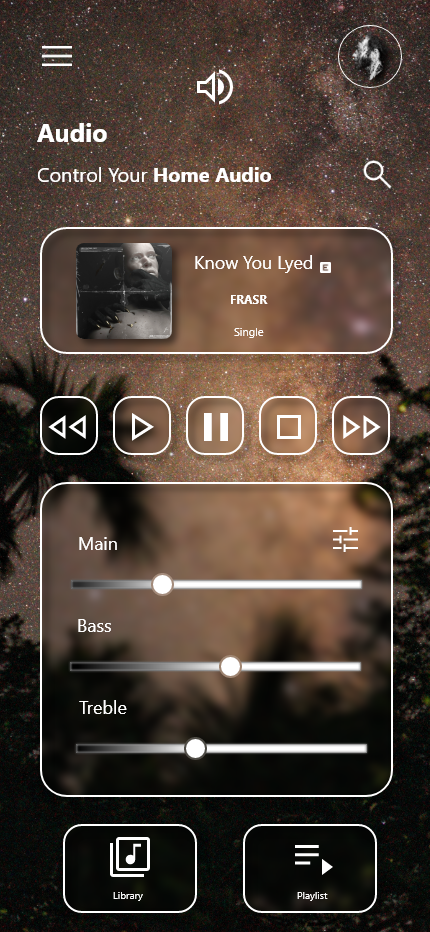 Audio
Control Your Home Audio
Know You Lyed E
FRASR
Single
Main
Bass
Treble
Library
Playlist